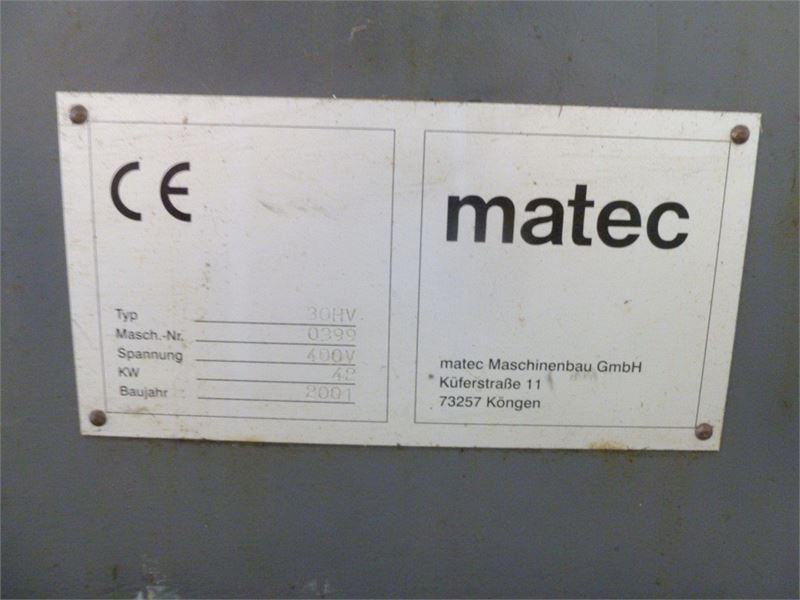 CE
Typ 30HV
Masch.-Nr. 0399
Spannung 400V
KW 42
Baujahr 2001
matec
matec Maschinenbau GmbH
Küferstraße 11
73257 Köngen